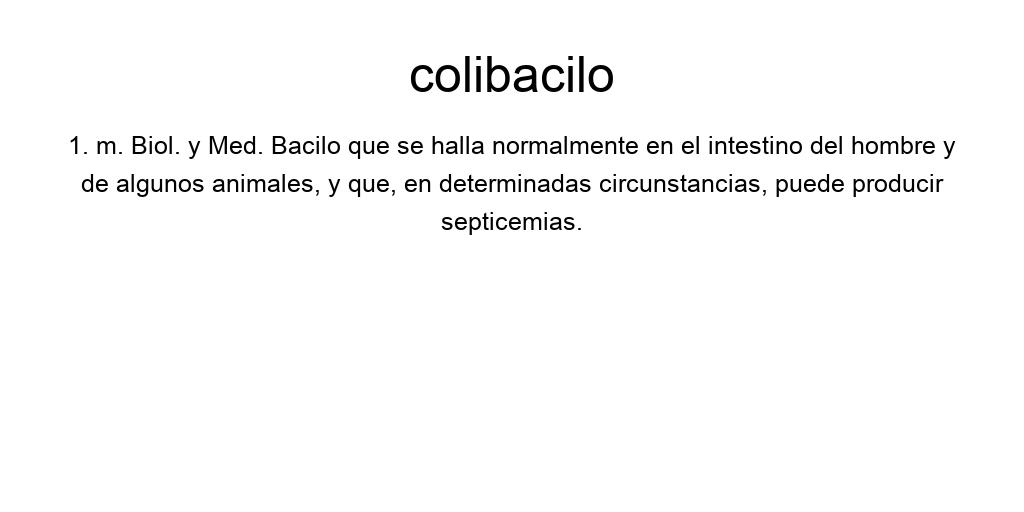 colibacilo
1. m. Biol. y Med. Bacilo que se halla normalmente en el intestino del hombre y
de algunos animales, y que, en determinadas circunstancias, puede producir
septicemias.